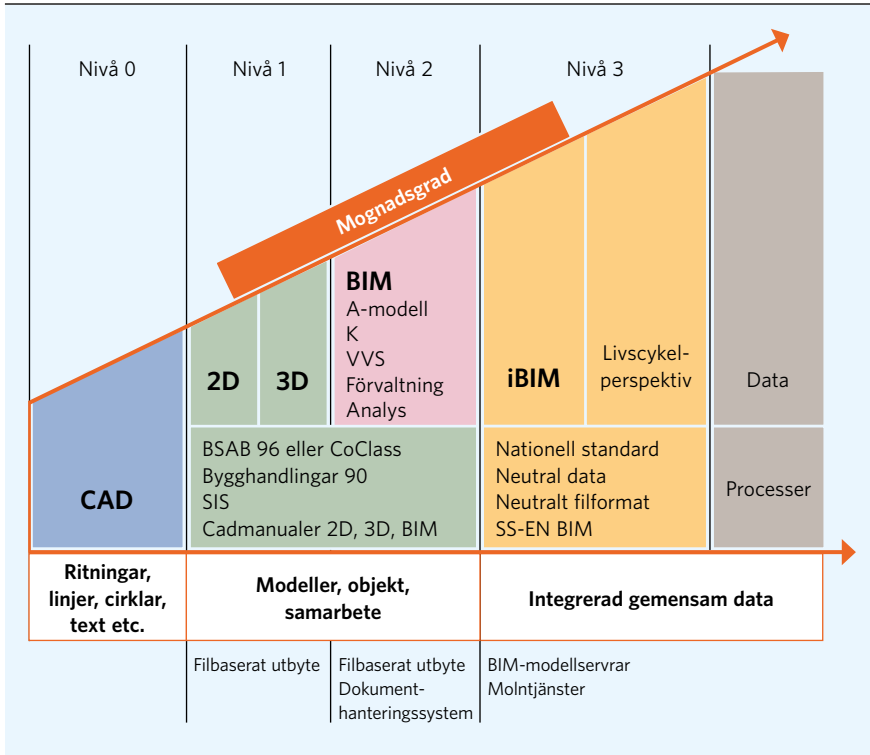 Nivå 0
Nivå 1
Nivå 2
Nivå 3
Mognadsgrad
CAD
2D
3D
BIM
A-modell
K
VVS
Förvaltning
Analys
iBIM
Livscykel-
perspektiv
Data
BSAB 96 eller CoClass
Bygghandlingar 90
SIS
Cadmanualer 2D, 3D, BIM
Nationell standard
Neutral data
Neutralt filformat
SS-EN BIM
Processer
Ritningar,
linjer, cirklar,
text etc.
Modeller, objekt,
samarbete
Integrerad gemensam data
Filbaserat utbyte
Filbaserat utbyte
Dokument-
hanteringssystem
BIM-modellservrar
Molntjänster